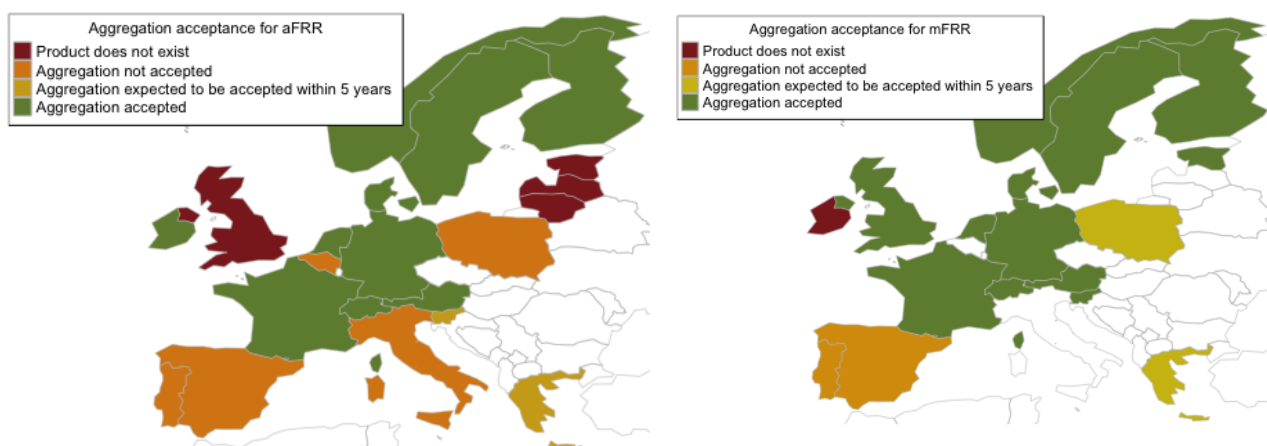 Aggregation acceptance for aFRR
Product does not exist
Aggregation not accepted
Aggregation expected to be accepted within 5 years
Aggregation accepted
Aggregation acceptance for mFRR
Product does not exist
Aggregation not accepted
Aggregation expected to be accepted within 5 years
Aggregation accepted